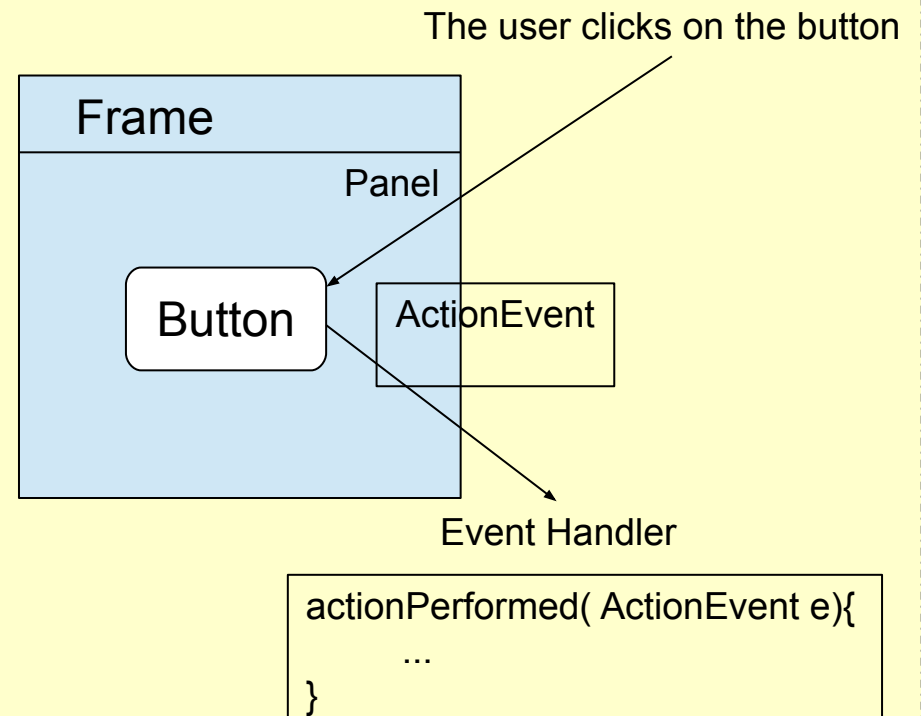 The user clicks on the button
Frame
Panel
Button
ActionEvent
Event Handler
actionPerformed( ActionEvent e){
...
}